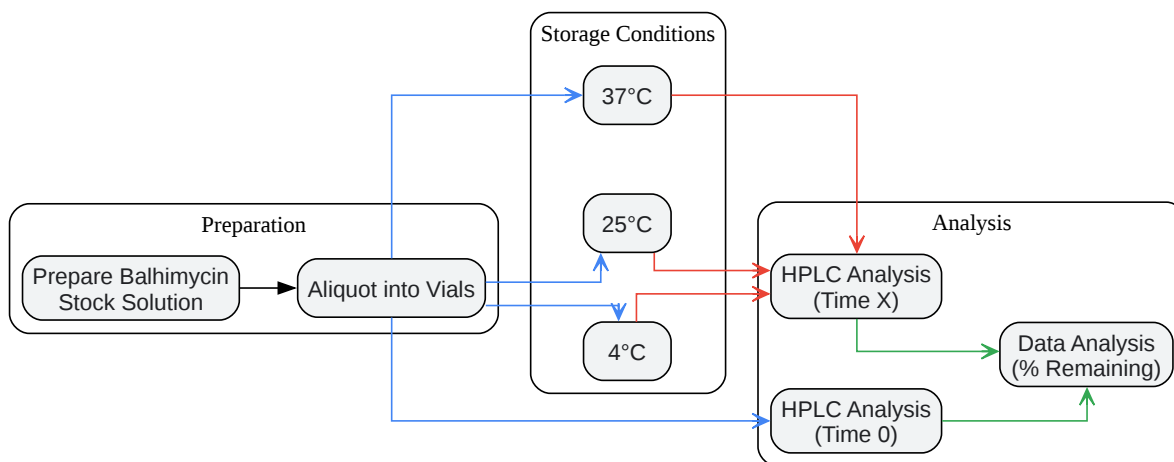 Storage Conditions
37°C
25°C
4°C
Preparation
Prepare Balhimycin
Stock Solution
Aliquot into Vials
Analysis
HPLC Analysis
(Time X)
Data Analysis
(% Remaining)
HPLC Analysis
(Time 0)